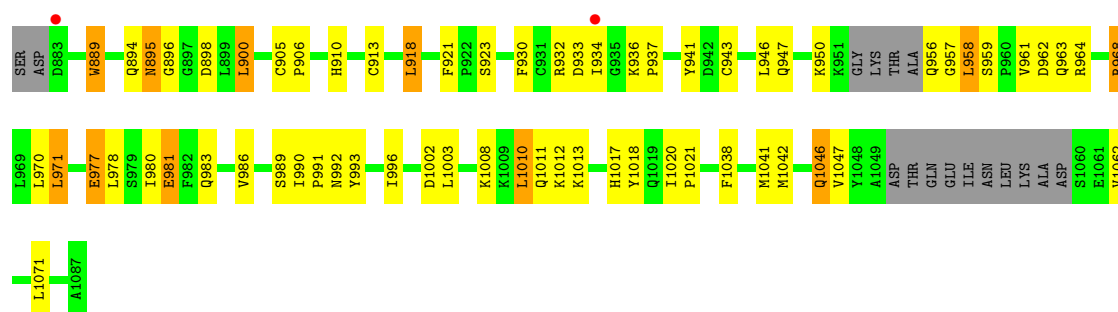 SER ASP D883 W889 Q894 N895 G896 G897 D898 L899 L900 C905 P906 H910 C913 L918 F921 P922 S923 F930 C931 R932 D933 I934 G935 K936 P937 Y941 D942 C943 L946 Q947 K950 K951 GLY LYS THR ALA Q956 G957 L958 S959 P960 V961 D962 Q963 R964
L969 L970 L971 E977 L978 S979 I980 E981 F982 Q983 V986 S989 I990 P991 N992 Y993 I996 D1002 L1003 K1008 K1009 L1010 Q1011 K1012 K1013 H1017 Y1018 Q1019 I1020 P1021 F1038 M1041 M1042 Q1046 V1047 Y1048 A1049 ASP THR GLN GLU ILE ASN LEU LYS ALA ASP S1060 E1061
L1071 A1087